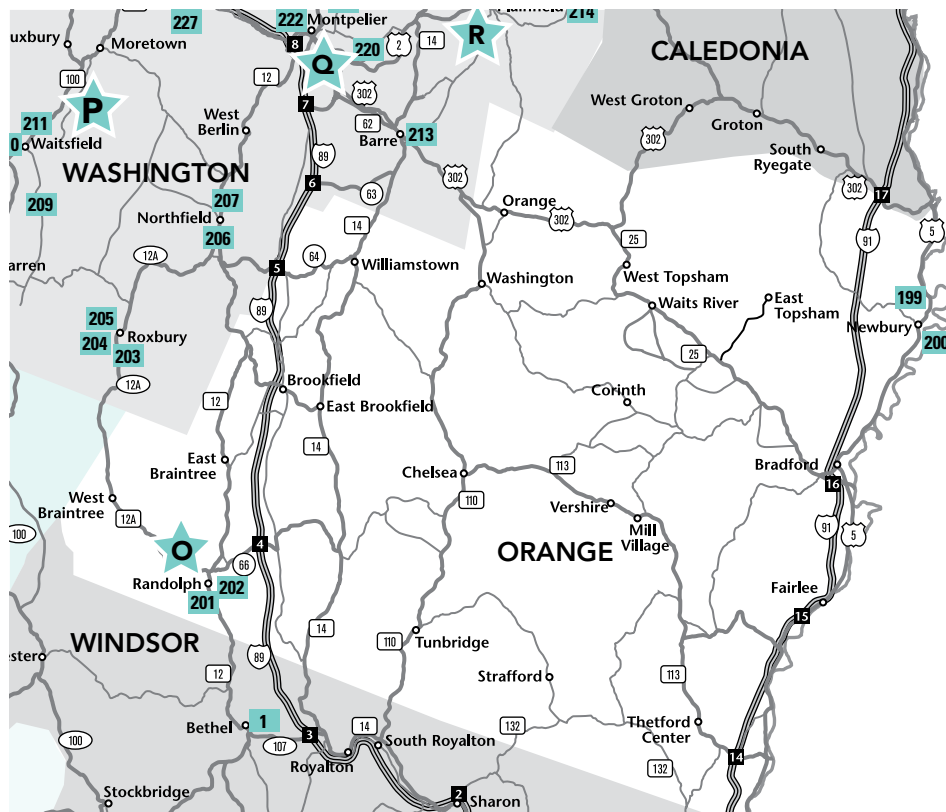 227
222
Montpelier
Plainfield
214
uxbury
Moretown
8
Q
220
2
14
R
CALEDONIA
100
12
P
7
302
West Groton
Groton
211
West
Berlin
62
Barre
213
302
South
Ryegate
0
Waitsfield
89
WASHINGTON
6
302
302
17
209
207
63
Northfield
14
Orange
302
5
206
25
91
12A
64
arren
5
Williamstown
Washington
West Topsham
89
Waits River
East
Topsham
199
205
Roxbury
Newbury
204
203
200
25
12A
Brookfield
Corinth
12
East Brookfield
14
East
Braintree
Chelsea
113
Bradford
110
16
West
Braintree
Vershire
12A
Mill
Village
100
91
5
O
4
ORANGE
66
Randolph
202
201
Fairlee
15
WINDSOR
14
110
Tunbridge
ester
89
12
Strafford
113
Bethel
1
14
132
Thetford
Center
100
107
3
South Royalton
Royalton
14
132
Stockbridge
2
Sharon